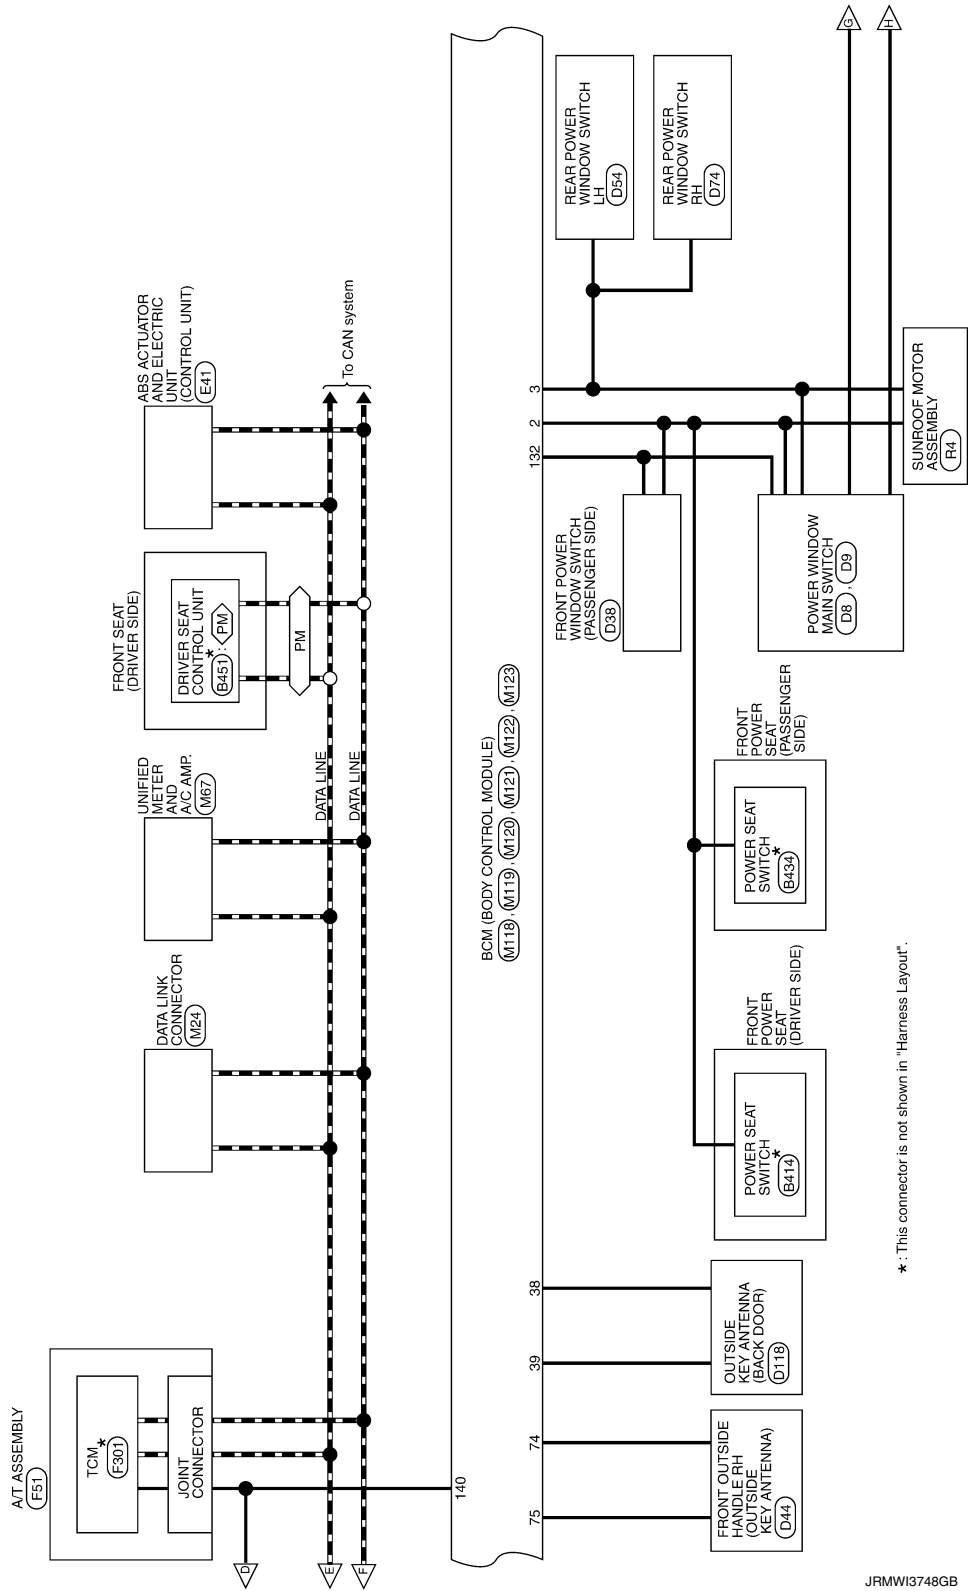 A/T ASSEMBLY
F51
TCM
*
F301
JOINT
CONNECTOR
D
E
F
DATA LINK
CONNECTOR
M24
UNIFIED
METER
AND
A/C AMP.
M67
DATA LINE
DATA LINE
FRONT SEAT
(DRIVER SIDE)
DRIVER SEAT
CONTROL UNIT
*
B451 : PM
PM
ABS ACTUATOR
AND ELECTRIC
UNIT
(CONTROL UNIT)
E41
To CAN system
140
BCM (BODY CONTROL MODULE)
M118 , M119 , M120 , M121 , M122 , M123
75
74
39
38
132
2
3
FRONT OUTSIDE
HANDLE RH
(OUTSIDE
KEY ANTENNA)
D44
OUTSIDE
KEY ANTENNA
(BACK DOOR)
D118
FRONT
POWER
SEAT
(DRIVER SIDE)
POWER SEAT
SWITCH
*
B414
FRONT
POWER
SEAT
(PASSENGER
SIDE)
POWER SEAT
SWITCH
*
B434
FRONT POWER
WINDOW SWITCH
(PASSENGER SIDE)
D38
POWER WINDOW
MAIN SWITCH
D8 , D9
REAR POWER
WINDOW SWITCH
LH
D54
REAR POWER
WINDOW SWITCH
RH
D74
SUNROOF MOTOR
ASSEMBLY
R4
G
H
* : This connector is not shown in "Harness Layout".
JRMWI3748GB